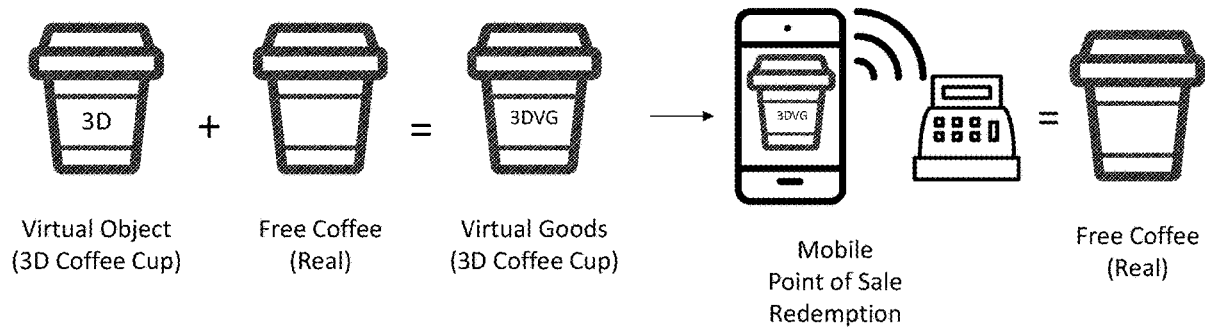 3D
+
=
3DVG
3DVG
=
Virtual Object
(3D Coffee Cup)
Free Coffee
(Real)
Virtual Goods
(3D Coffee Cup)
Mobile
Point of Sale
Redemption
Free Coffee
(Real)